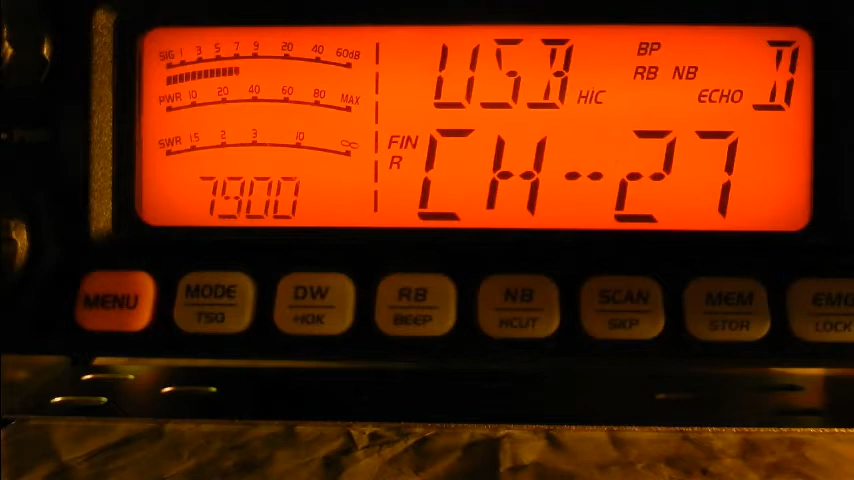 SIG 1 3 5 7 9 20 40 60dB
PWR 10 20 40 60 80 MAX
SWR 1.5 2 3 10 ∞
7900
USB HIC BP RB NB ECHO D
FIN R CH-27
MENU
MODE
TSQ
DW
+10K
RB
BEEP
NB
HCUT
SCAN
SKP
MEM
STOR
EMG
LOCK